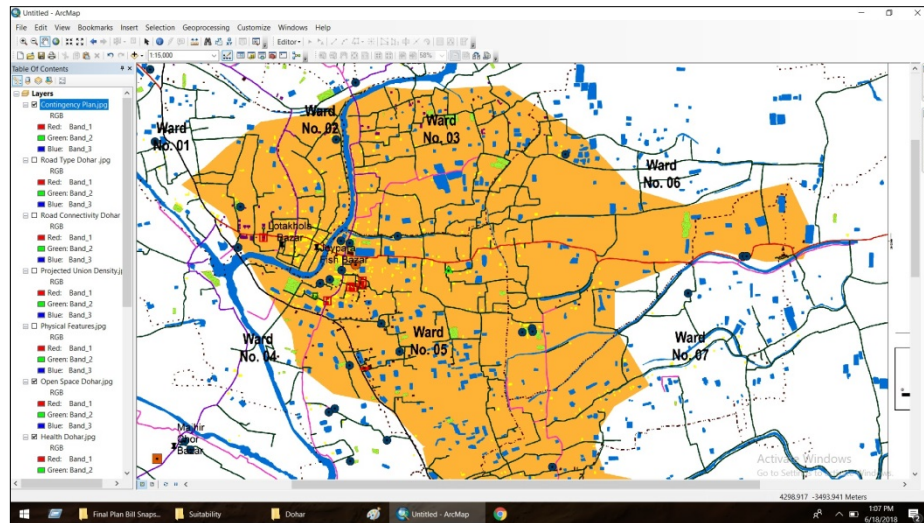 Untitled - ArcMap
File Edit View Bookmarks Insert Selection Geoprocessing Customize Windows Help
Editor
1:15,000
Table Of Contents
Layers
Contingency Plan.jpg
RGB
Red: Band_1
Green: Band_2
Blue: Band_3
Road Type Dohar .jpg
RGB
Red: Band_1
Green: Band_2
Blue: Band_3
Road Connectivity Dohar
RGB
Red: Band_1
Green: Band_2
Blue: Band_3
Projected Union Density.j
RGB
Red: Band_1
Green: Band_2
Blue: Band_3
Physical Features.jpg
RGB
Red: Band_1
Green: Band_2
Blue: Band_3
Open Space Dohar.jpg
RGB
Red: Band_1
Green: Band_2
Blue: Band_3
Health Dohar.jpg
RGB
Red: Band_1
Green: Band_2
Ward
No. 01
Ward
No. 02
Ward
No. 03
Ward
No. 06
Lotakhola
Bazar
Joypara
Fish Bazar
Ward
No. 04
Ward
No. 05
Ward
No. 07
Bazar
Activate Windows
4298.917 -3493.941 Meters
Final Plan Bill Snaps...
Suitability
Dohar
Untitled - ArcMap
1:07 PM
6/18/2018